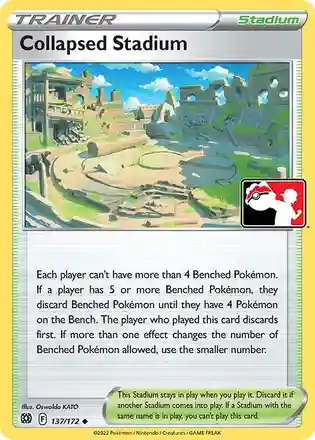 TRAINER
Stadium
Collapsed Stadium
Each player can't have more than 4 Benched Pokémon.
If a player has 5 or more Benched Pokémon, they
discard Benched Pokémon until they have 4 Pokémon
on the Bench. The player who played this card discards
first. If more than one effect changes the number of
Benched Pokémon allowed, use the smaller number.
Illus. Oswaldo KATO
F 137/172
This Stadium stays in play when you play it. Discard it if
another Stadium comes into play. If a Stadium with the
same name is in play, you can't play this card.
©2022 Pokémon / Nintendo / Creatures / GAME FREAK